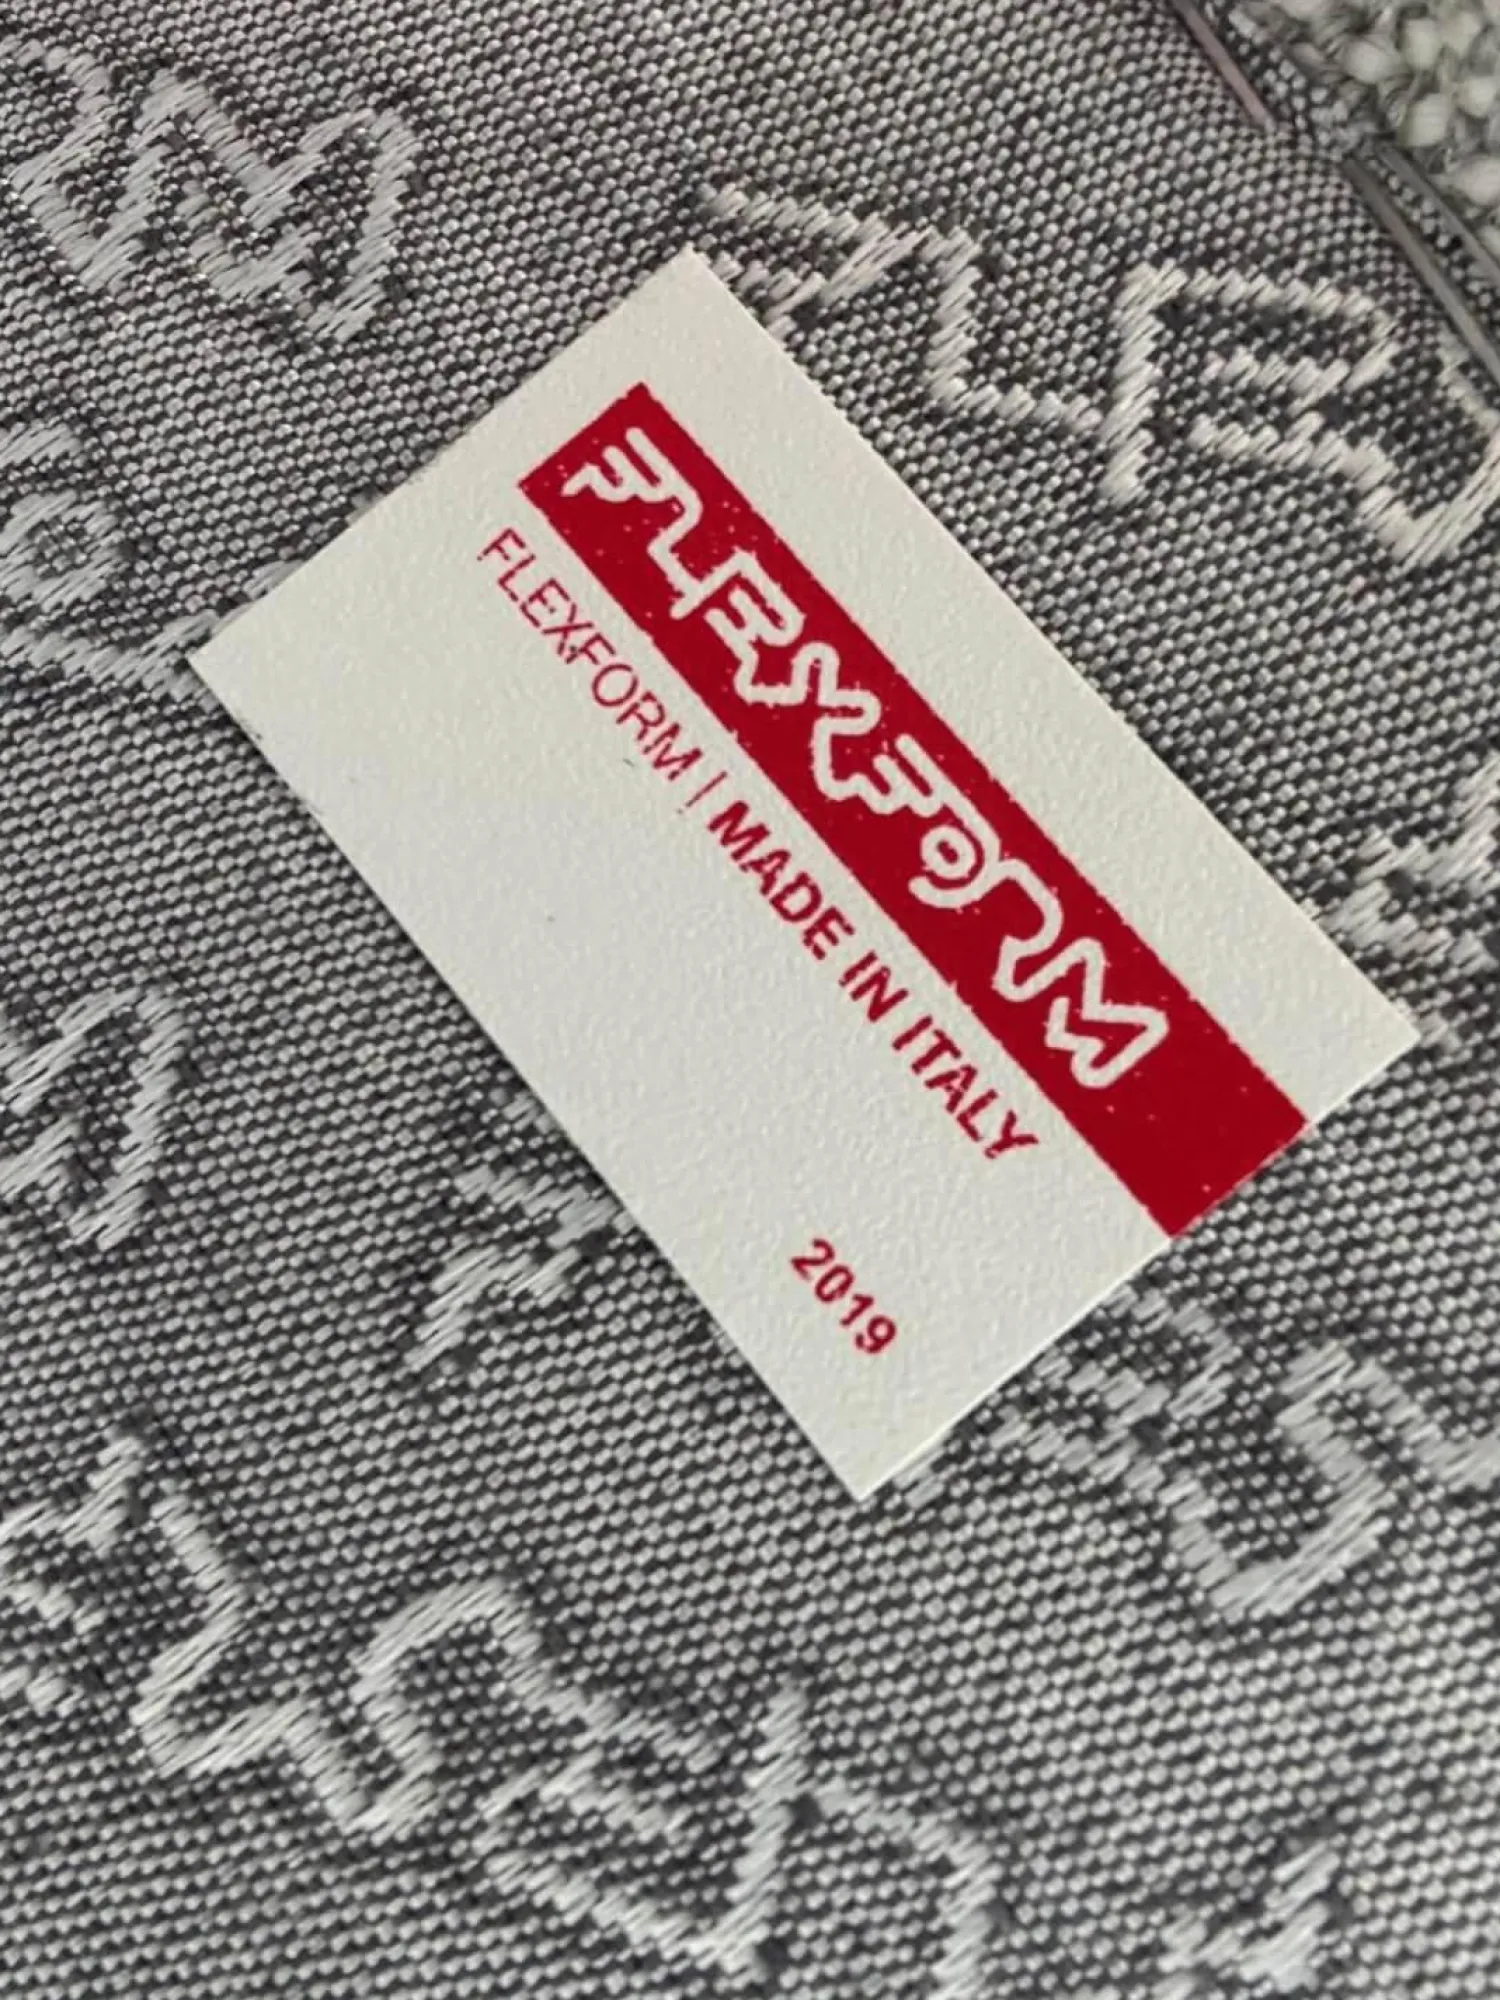 FLEXFORM
FLEXFORM | MADE IN ITALY
2019